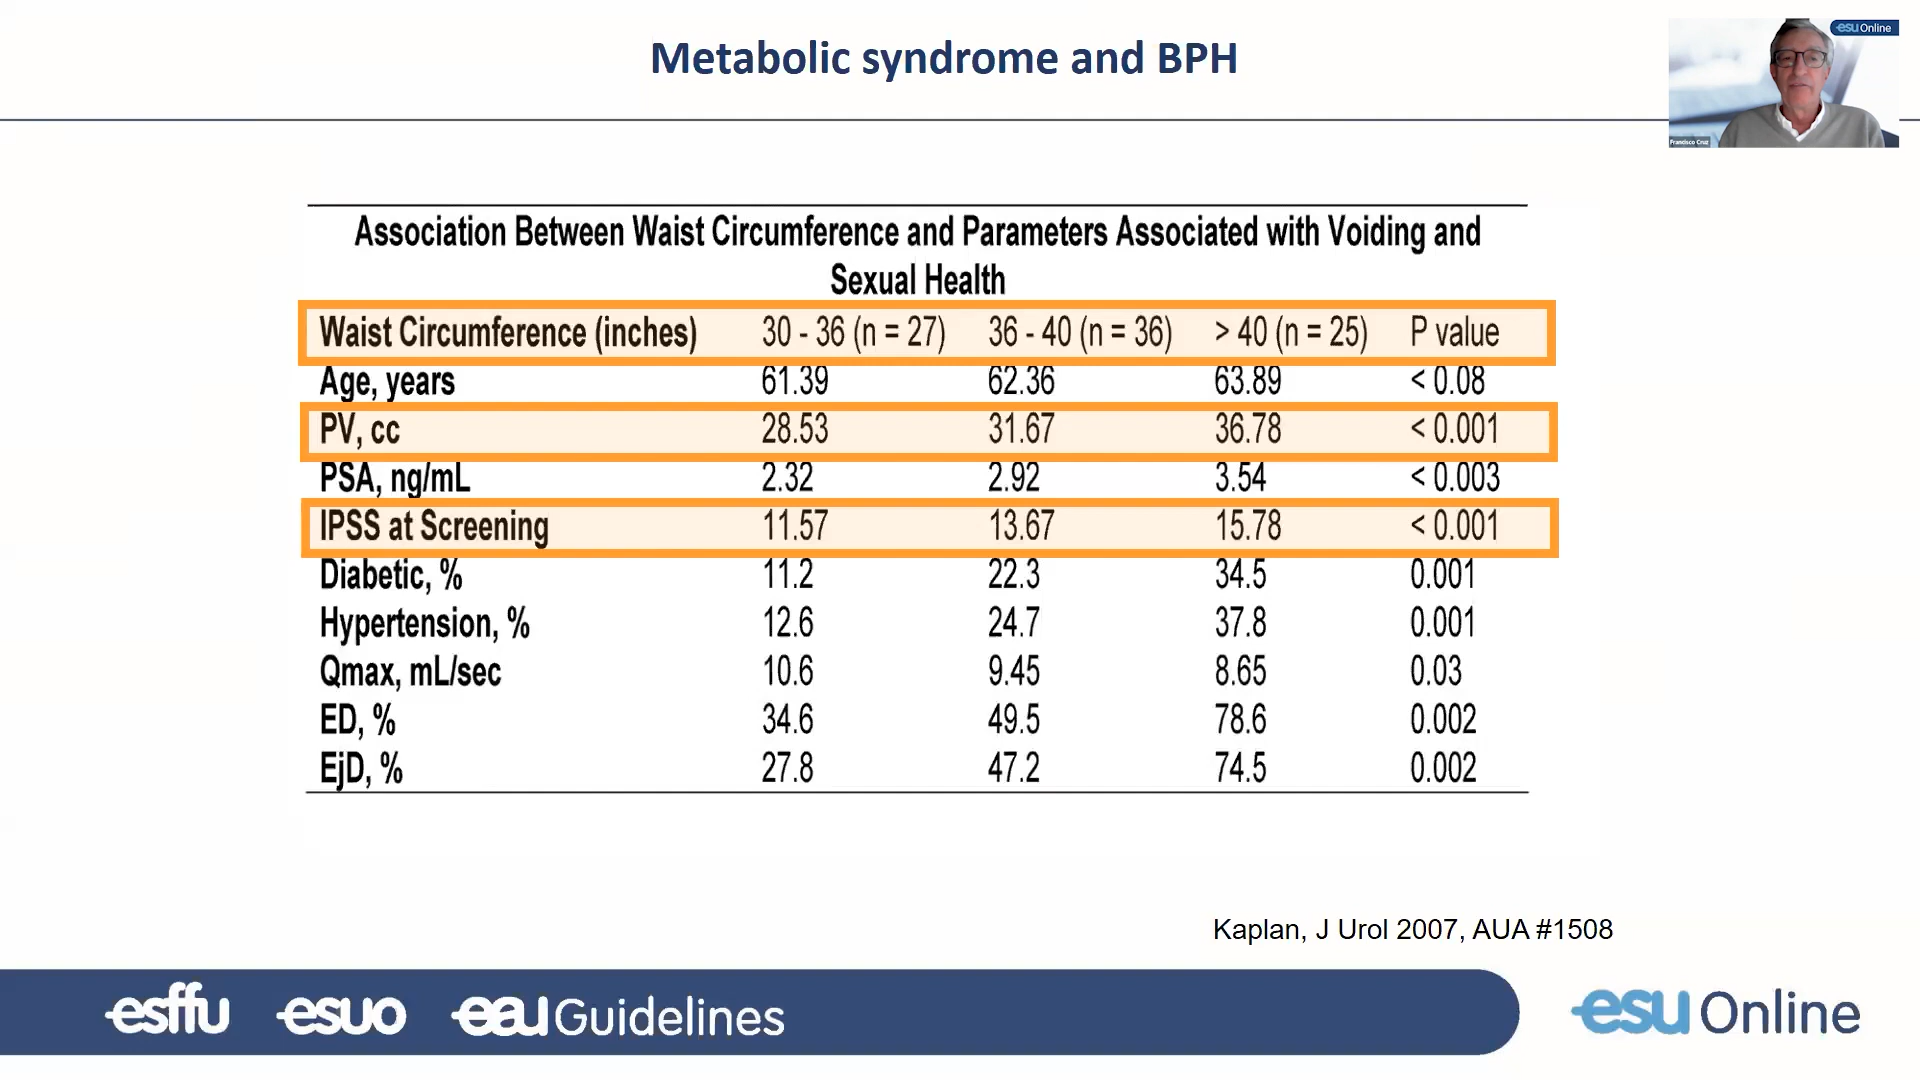 Metabolic syndrome and BPH
esu Online
Francisco Cruz
Association Between Waist Circumference and Parameters Associated with Voiding and
Sexual Health
Waist Circumference (inches) 30 - 36 (n = 27) 36 - 40 (n = 36) > 40 (n = 25) P value
Age, years 61.39 62.36 63.89 < 0.08
PV, cc 28.53 31.67 36.78 < 0.001
PSA, ng/mL 2.32 2.92 3.54 < 0.003
IPSS at Screening 11.57 13.67 15.78 < 0.001
Diabetic, % 11.2 22.3 34.5 0.001
Hypertension, % 12.6 24.7 37.8 0.001
Qmax, mL/sec 10.6 9.45 8.65 0.03
ED, % 34.6 49.5 78.6 0.002
EjD, % 27.8 47.2 74.5 0.002
Kaplan, J Urol 2007, AUA #1508
esffu esuo eau Guidelines esu Online